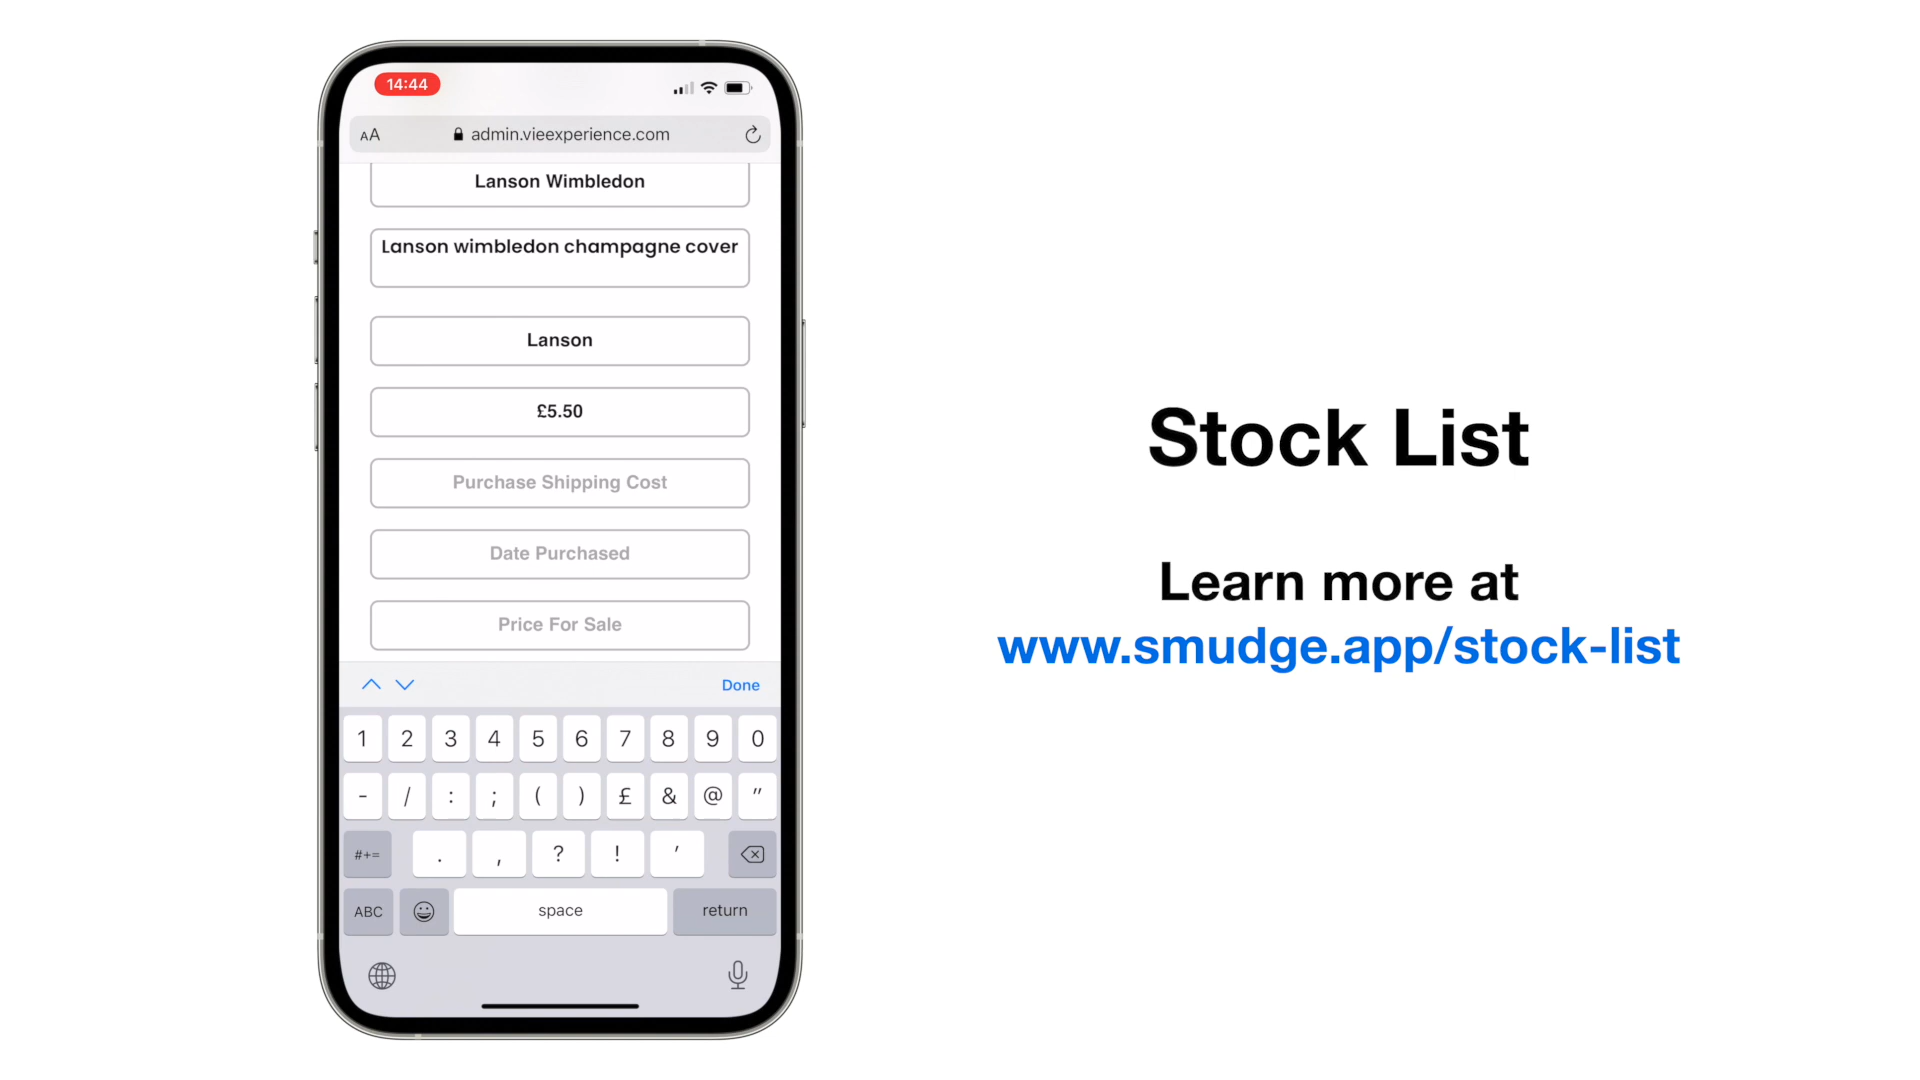 14:44
AA admin.vieexperience.com
Lanson Wimbledon
Lanson wimbledon champagne cover
Lanson
£5.50
Purchase Shipping Cost
Date Purchased
Price For Sale
Done
1 2 3 4 5 6 7 8 9 0
- / : ; ( ) £ & @ "
#+= . , ? ! '
ABC space return
Stock List
Learn more at
www.smudge.app/stock-list